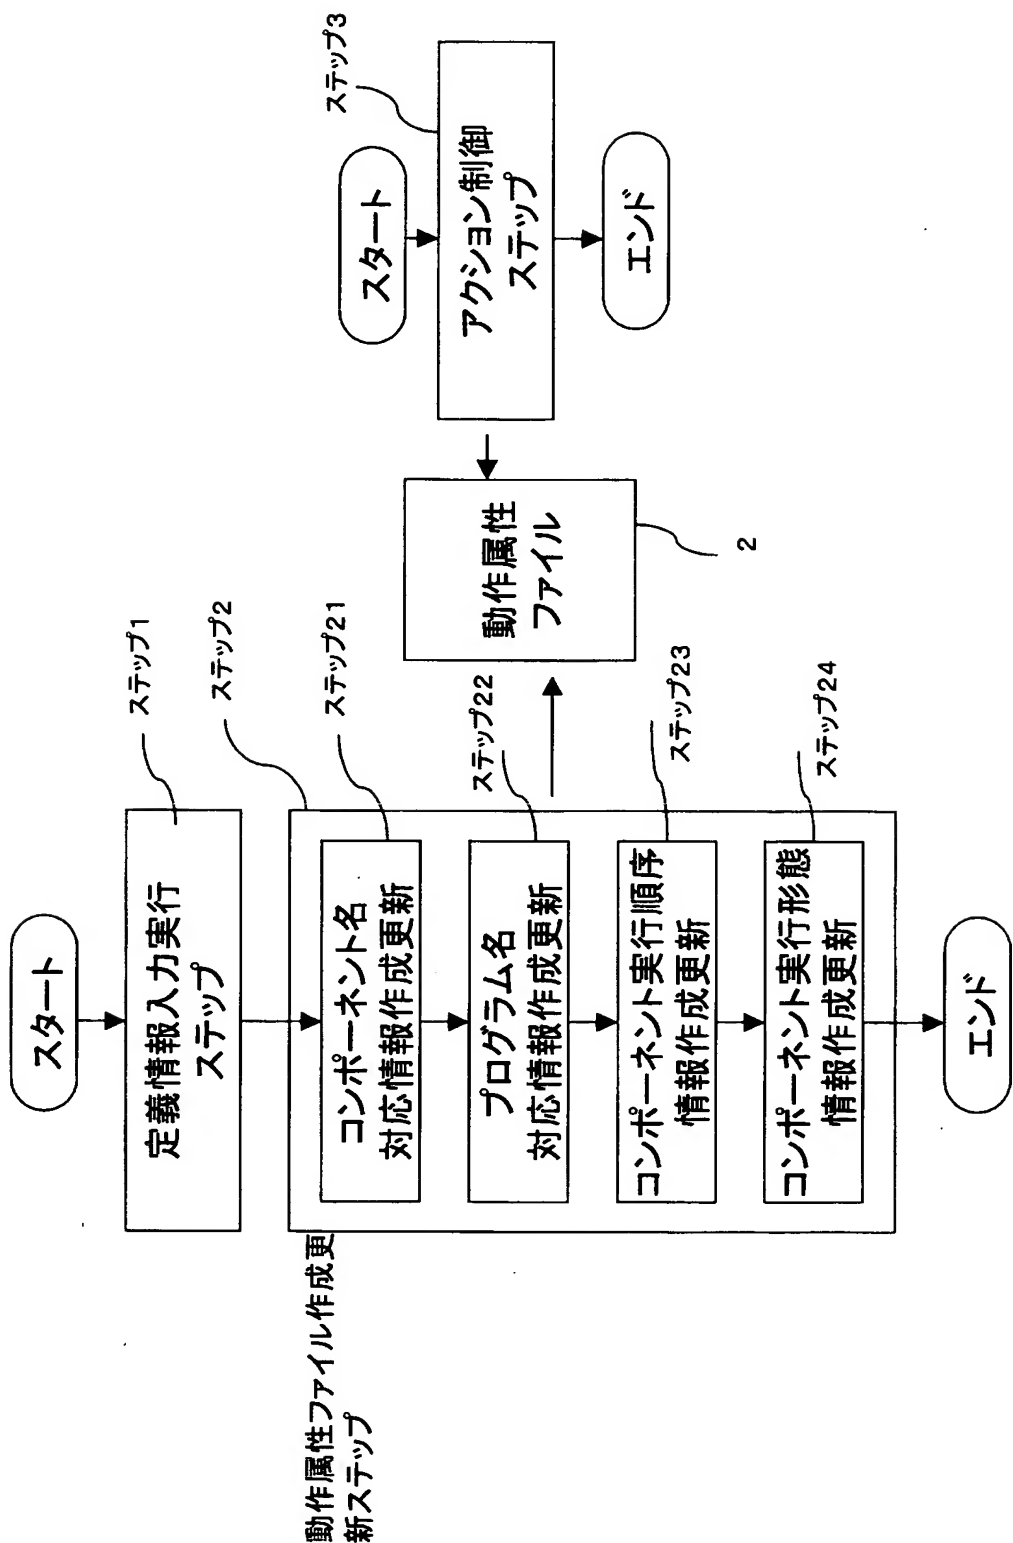 スタート
定義情報入力実行
ステップ
ステップ1
ステップ2
動作属性ファイル作成更
新ステップ
コンポーネント名
対応情報作成更新
ステップ21
プログラム名
対応情報作成更新
ステップ22
コンポーネント実行順序
情報作成更新
ステップ23
コンポーネント実行形態
情報作成更新
ステップ24
エンド
動作属性
ファイル
2
スタート
アクション制御
ステップ
ステップ3
エンド